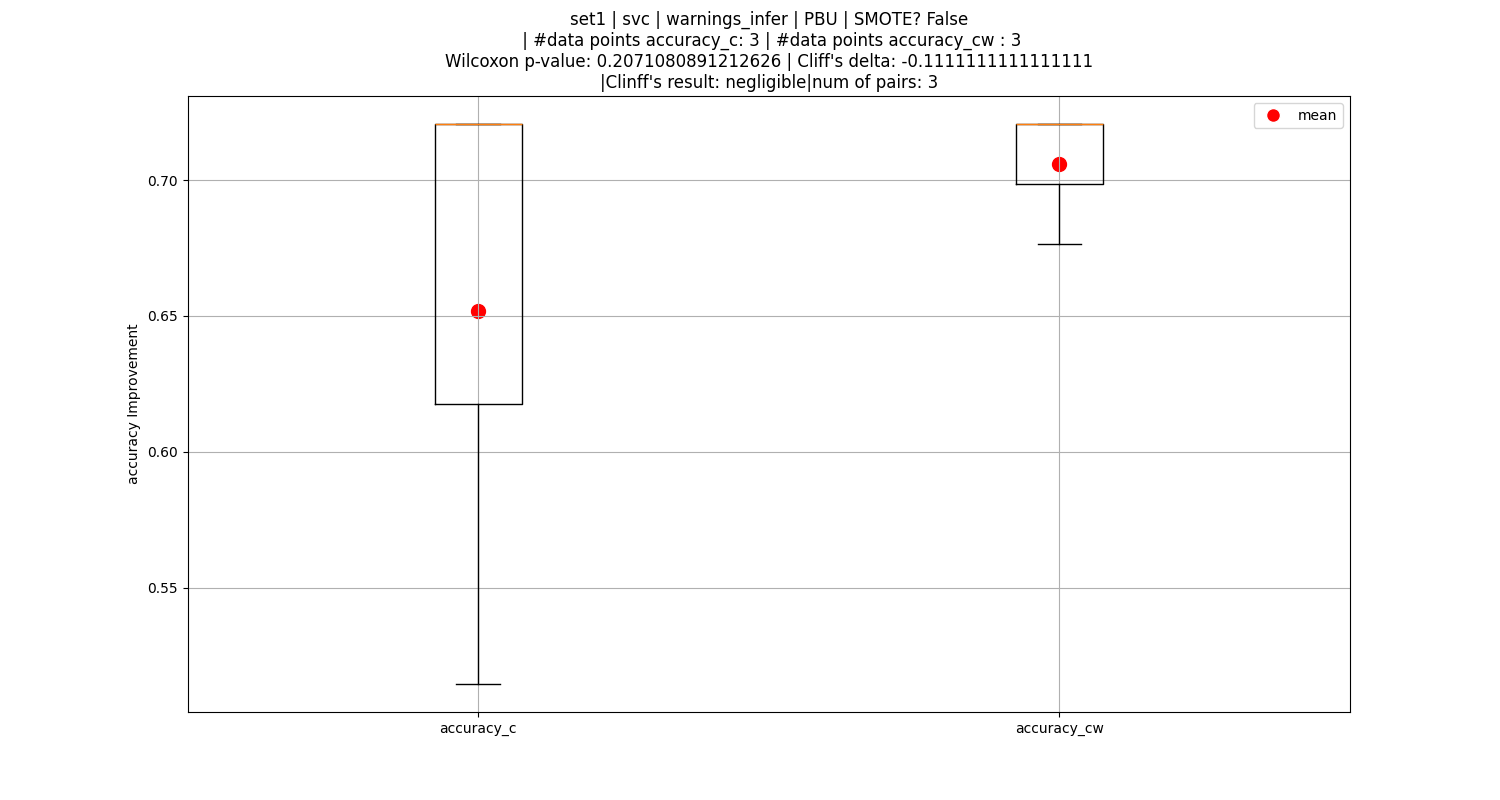 set1 | svc | warnings_infer | PBU | SMOTE? False
| #data points accuracy_c: 3 | #data points accuracy_cw : 3
Wilcoxon p-value: 0.2071080891212626 | Cliff's delta: -0.1111111111111111
|Clinff's result: negligible|num of pairs: 3
mean
0.70
0.65
0.60
0.55
accuracy Improvement
accuracy_c
accuracy_cw